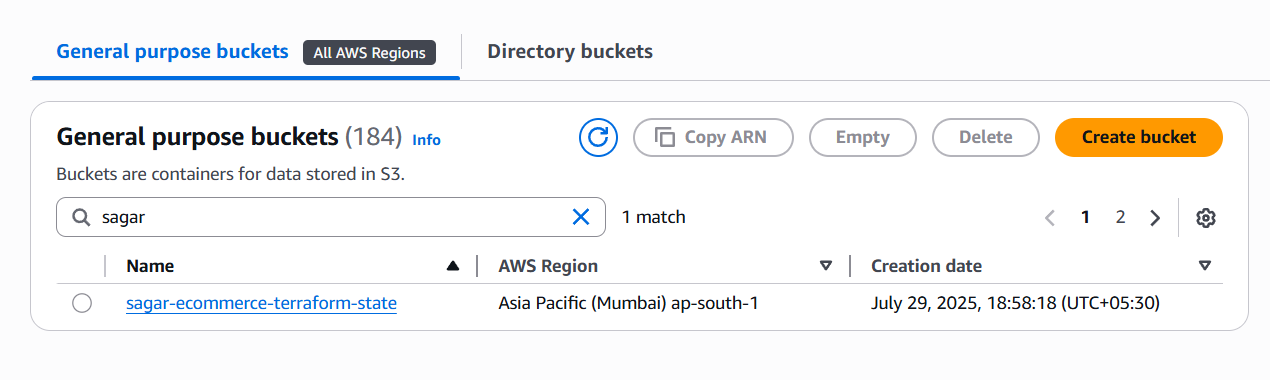 General purpose buckets All AWS Regions Directory buckets
General purpose buckets (184) Info Copy ARN Empty Delete Create bucket
Buckets are containers for data stored in S3.
sagar 1 match 1 2
Name AWS Region Creation date
sagar-ecommerce-terraform-state Asia Pacific (Mumbai) ap-south-1 July 29, 2025, 18:58:18 (UTC+05:30)